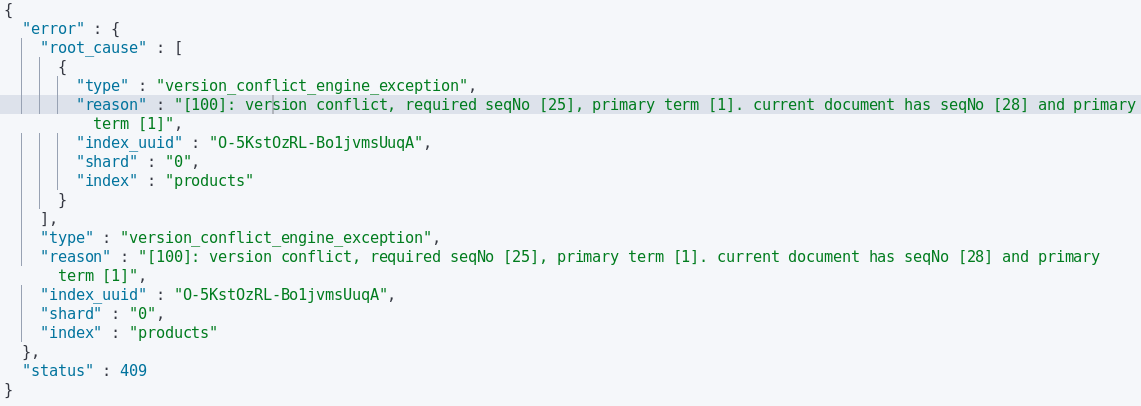 {
"error" : {
"root_cause" : [
{
"type" : "version_conflict_engine_exception",
"reason" : "[100]: version conflict, required seqNo [25], primary term [1]. current document has seqNo [28] and primary
term [1]",
"index_uuid" : "O-5KstOzRL-Bo1jvmsUuqA",
"shard" : "0",
"index" : "products"
}
],
"type" : "version_conflict_engine_exception",
"reason" : "[100]: version conflict, required seqNo [25], primary term [1]. current document has seqNo [28] and primary
term [1]",
"index_uuid" : "O-5KstOzRL-Bo1jvmsUuqA",
"shard" : "0",
"index" : "products"
},
"status" : 409
}